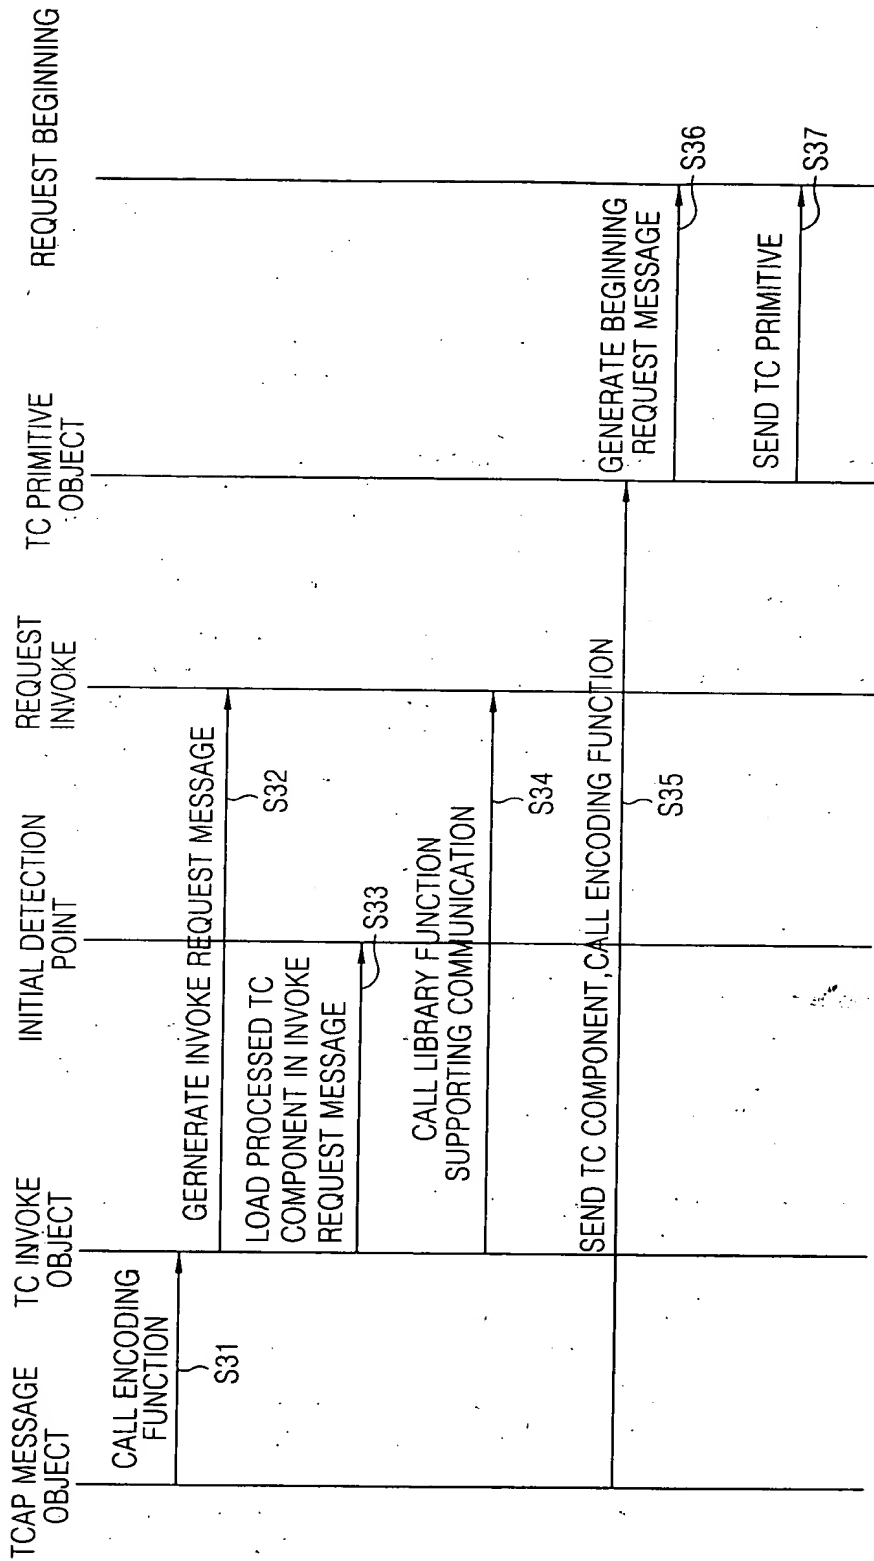 TCAP MESSAGE
OBJECT
TC INVOKE
OBJECT
INITIAL DETECTION
POINT
REQUEST
INVOKE
TC PRIMITIVE
OBJECT
REQUEST BEGINNING
CALL ENCODING
FUNCTION
S31
GERNERATE INVOKE REQUEST MESSAGE
S32
LOAD PROCESSED TC
COMPONENT IN INVOKE
REQUEST MESSAGE
S33
CALL LIBRARY FUNCTION
SUPPORTING COMMUNICATION
S34
SEND TC COMPONENT, CALL ENCODING FUNCTION
S35
GENERATE BEGINNING
REQUEST MESSAGE
S36
SEND TC PRIMITIVE
S37